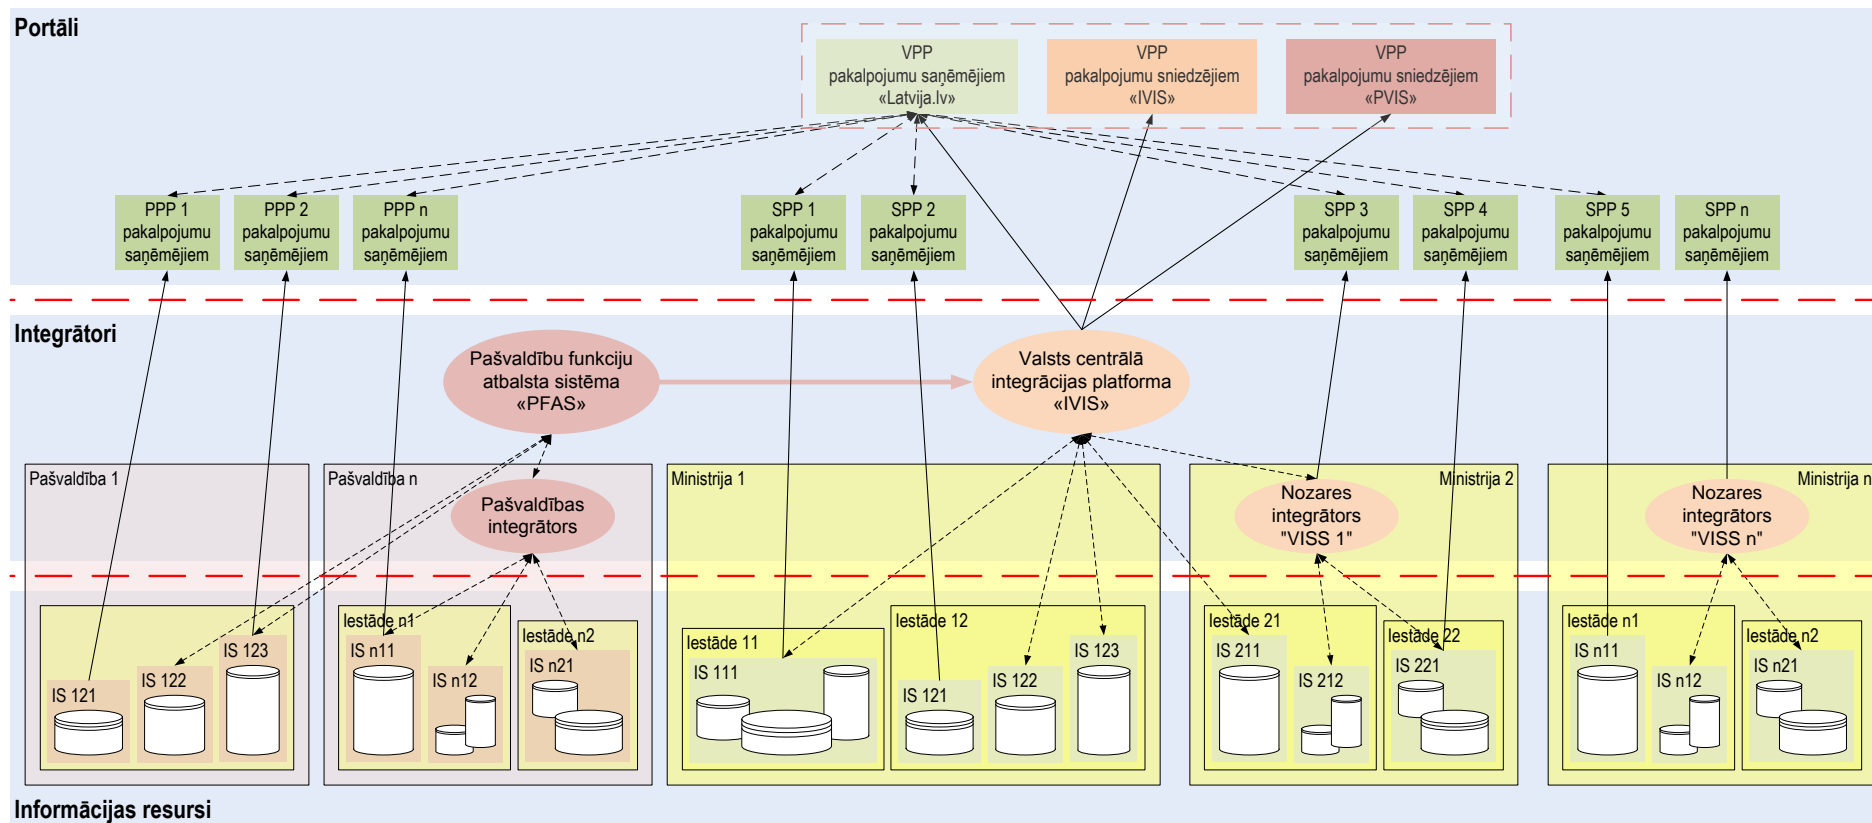 Portāli
VPP
pakalpojumu saņēmējiem
«Latvija.lv»
VPP
pakalpojumu sniedzējiem
«IVIS»
VPP
pakalpojumu sniedzējiem
«PVIS»
PPP 1
pakalpojumu
saņēmējiem
PPP 2
pakalpojumu
saņēmējiem
PPP n
pakalpojumu
saņēmējiem
SPP 1
pakalpojumu
saņēmējiem
SPP 2
pakalpojumu
saņēmējiem
SPP 3
pakalpojumu
saņēmējiem
SPP 4
pakalpojumu
saņēmējiem
SPP 5
pakalpojumu
saņēmējiem
SPP n
pakalpojumu
saņēmējiem
Integrātori
Pašvaldību funkciju
atbalsta sistēma
«PFAS»
Valsts centrālā
integrācijas platforma
«IVIS»
Pašvaldība 1
Pašvaldība n
Pašvaldības
integrātors
Ministrija 1
Ministrija 2
Nozares
integrātors
"VISS 1"
Ministrija n
Nozares
integrātors
"VISS n"
IS 121
IS 122
IS 123
Iestāde n1
IS n11
IS n12
Iestāde n2
IS n21
Iestāde 11
IS 111
Iestāde 12
IS 121
IS 122
IS 123
Iestāde 21
IS 211
IS 212
Iestāde 22
IS 221
Iestāde n1
IS n11
IS n12
Iestāde n2
IS n21
Informācijas resursi